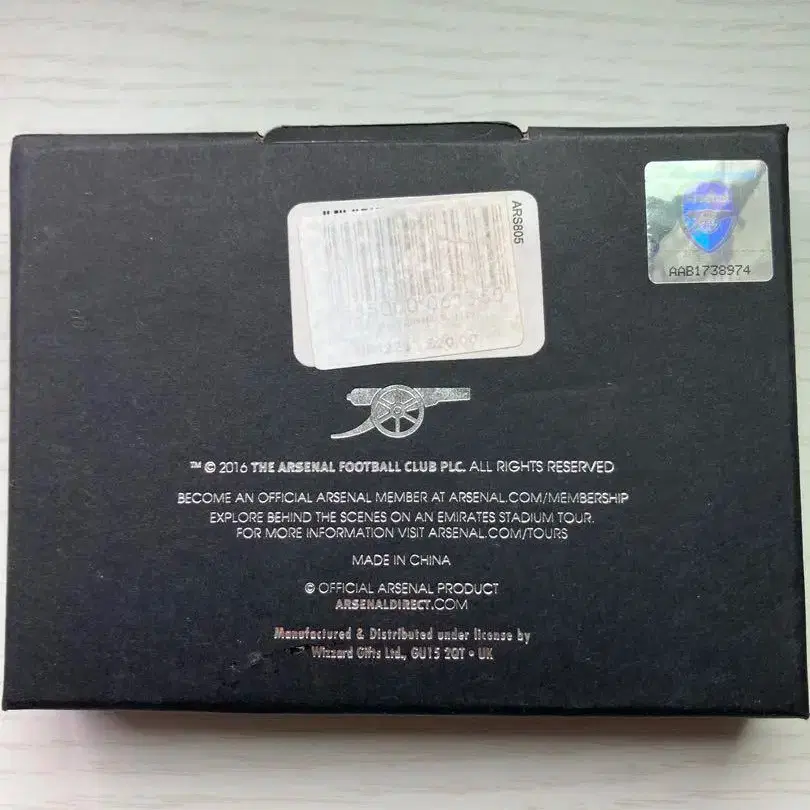 ARS805
AAB1738974
™ © 2016 THE ARSENAL FOOTBALL CLUB PLC. ALL RIGHTS RESERVED
BECOME AN OFFICIAL ARSENAL MEMBER AT ARSENAL.COM/MEMBERSHIP
EXPLORE BEHIND THE SCENES ON AN EMIRATES STADIUM TOUR.
FOR MORE INFORMATION VISIT ARSENAL.COM/TOURS
MADE IN CHINA
© OFFICIAL ARSENAL PRODUCT
ARSENALDIRECT.COM
Manufactured & Distributed under license by
Wizzard Gifts Ltd., GU15 2QT • UK